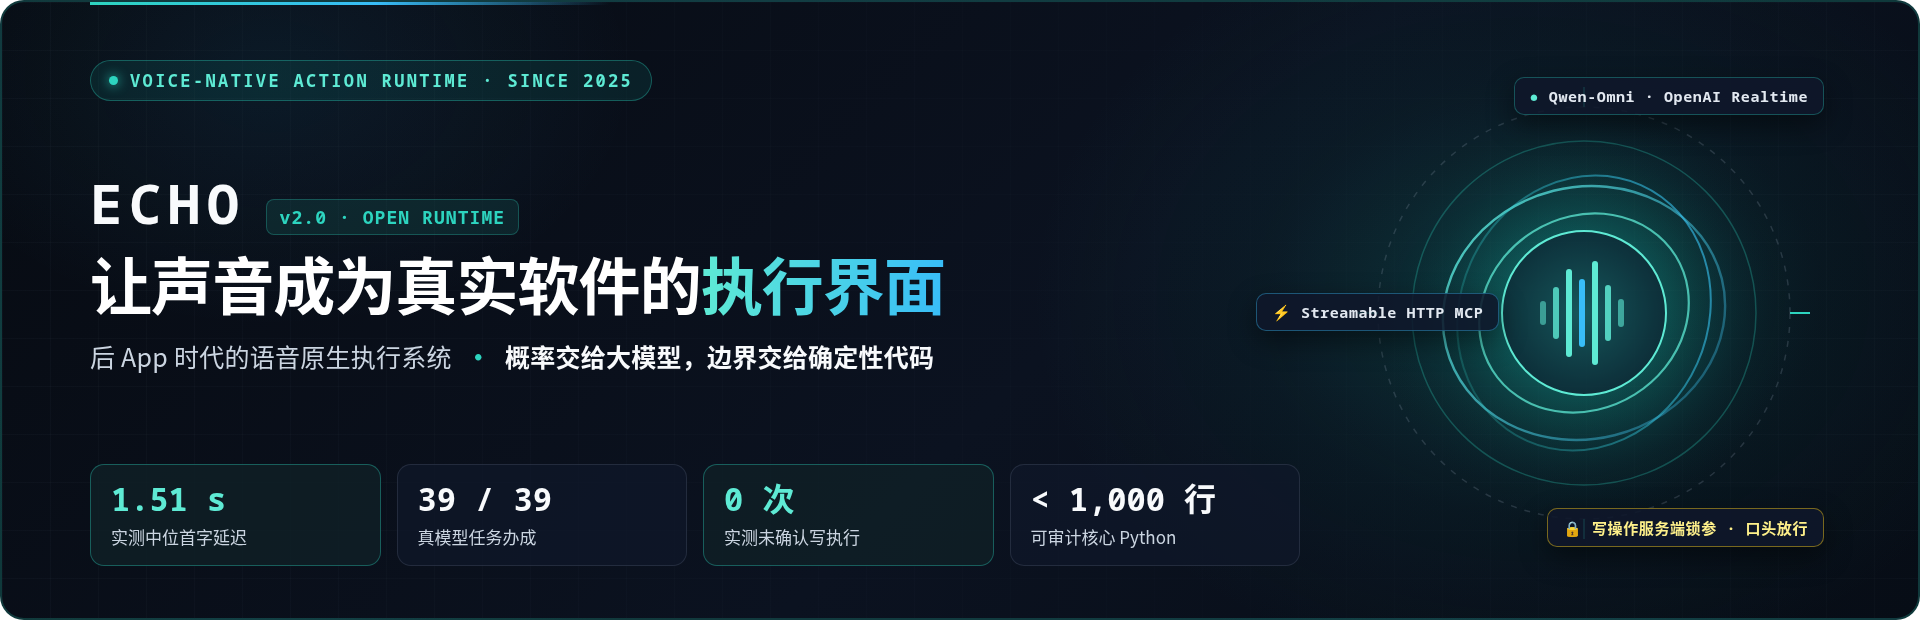 VOICE-NATIVE ACTION RUNTIME · SINCE 2025
Qwen-Omni · OpenAI Realtime
ECHO
v2.0 · OPEN RUNTIME
让声音成为真实软件的执行界面
⚡ Streamable HTTP MCP
后 App 时代的语音原生执行系统 • 概率交给大模型，边界交给确定性代码
1.51 s
实测中位首字延迟
39 / 39
真模型任务办成
0 次
实测未确认写执行
< 1,000 行
可审计核心 Python
🔒 写操作服务端锁参 · 口头放行